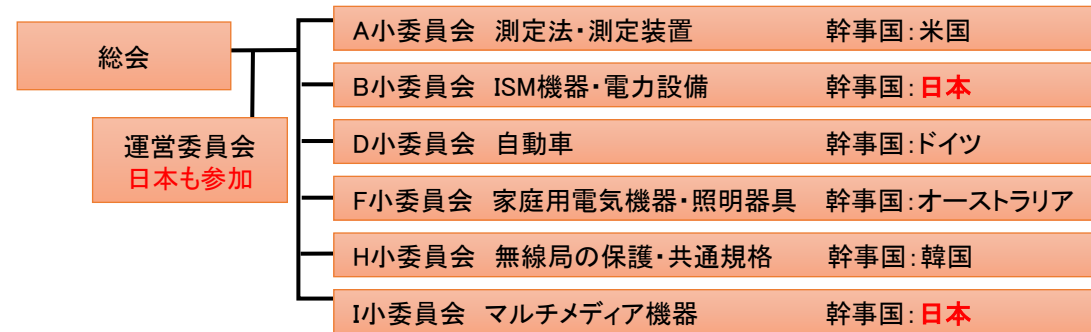 総会
運営委員会
日本も参加
A小委員会 測定法・測定装置 幹事国：米国
B小委員会 ISM機器・電力設備 幹事国：日本
D小委員会 自動車 幹事国：ドイツ
F小委員会 家庭用電気機器・照明器具 幹事国：オーストラリア
H小委員会 無線局の保護・共通規格 幹事国：韓国
I小委員会 マルチメディア機器 幹事国：日本